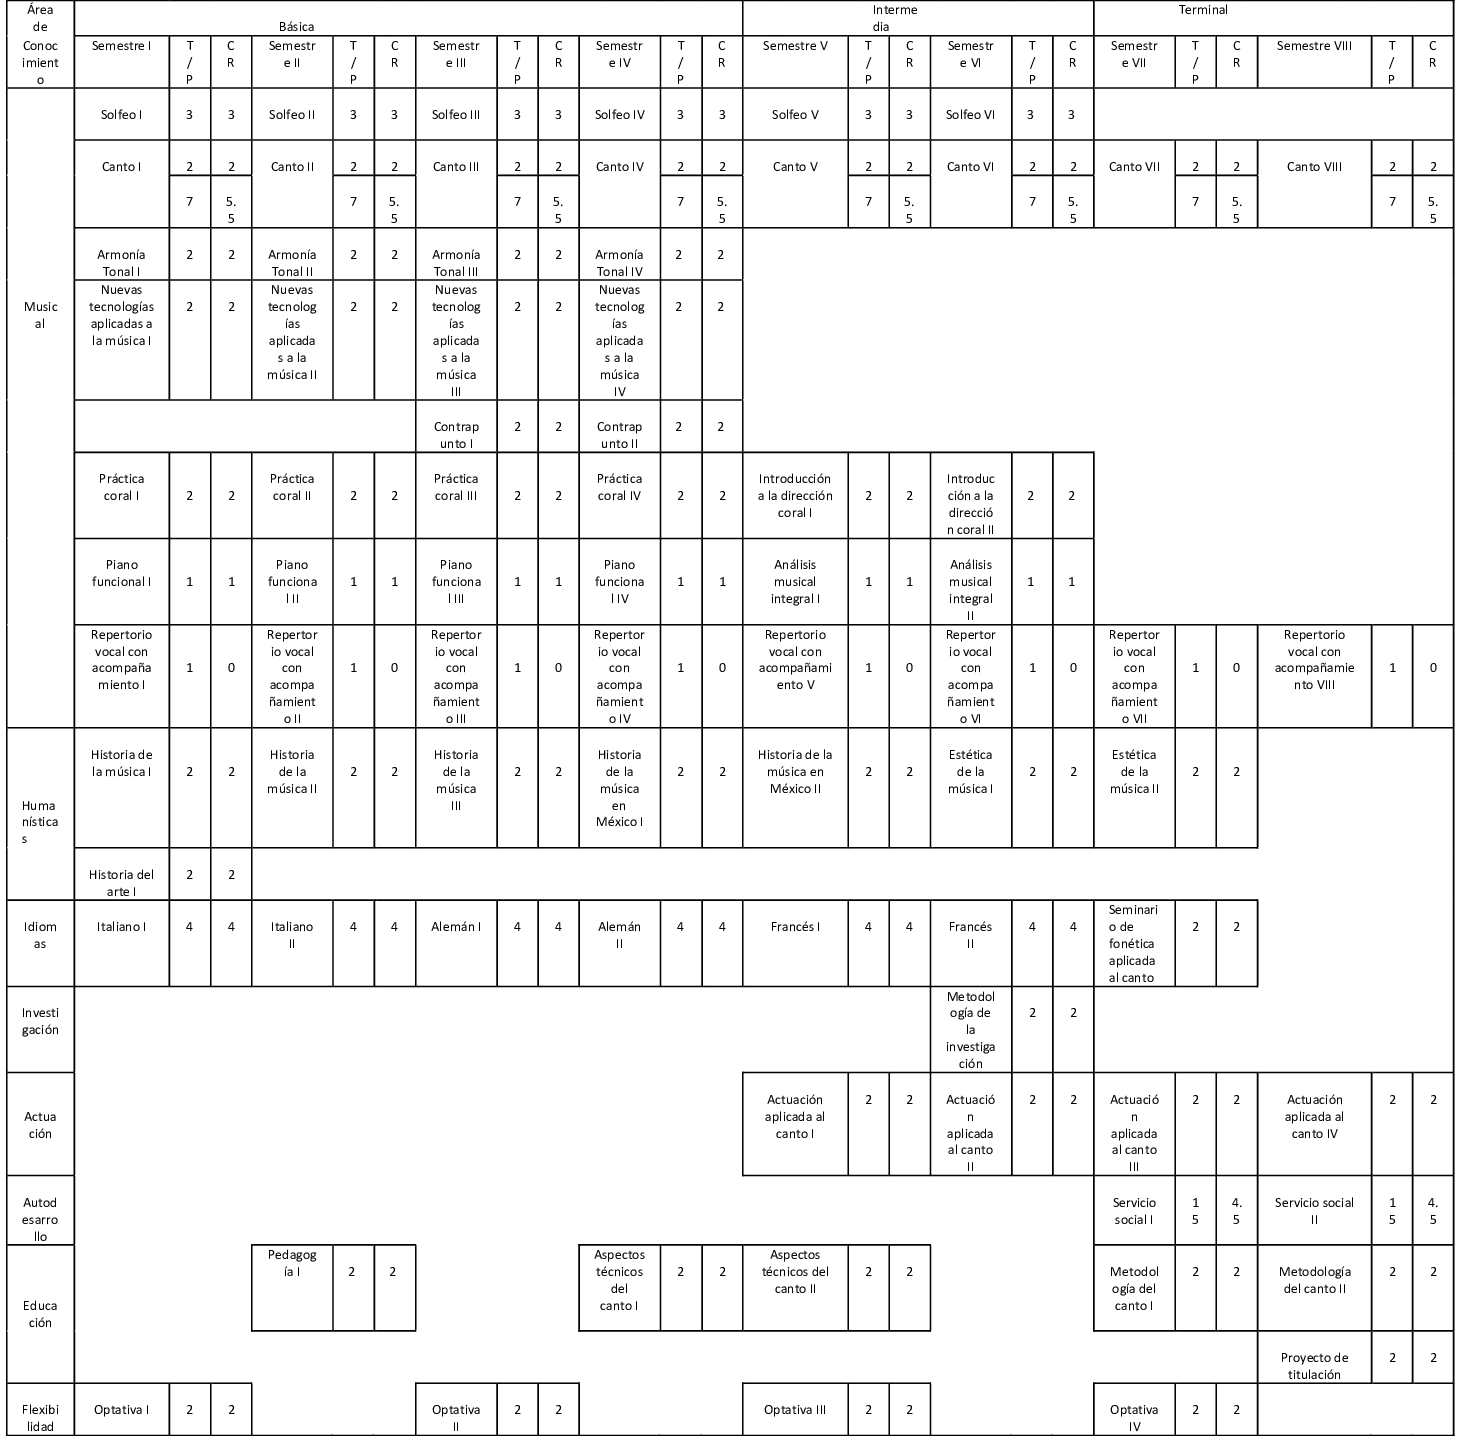 Área de Conocimiento Básica Intermedia Terminal
Semestre I T/P CR Semestre II T/P CR Semestre III T/P CR Semestre IV T/P CR Semestre V T/P CR Semestre VI T/P CR Semestre VII T/P CR Semestre VIII T/P CR
Musical
Solfeo I 3 3 Solfeo II 3 3 Solfeo III 3 3 Solfeo IV 3 3 Solfeo V 3 3 Solfeo VI 3 3
Canto I 2 2 Canto II 2 2 Canto III 2 2 Canto IV 2 2 Canto V 2 2 Canto VI 2 2 Canto VII 2 2 Canto VIII 2 2
7 5.5 7 5.5 7 5.5 7 5.5 7 5.5 7 5.5 7 5.5 7 5.5
Armonía Tonal I 2 2 Armonía Tonal II 2 2 Armonía Tonal III 2 2 Armonía Tonal IV 2 2
Nuevas tecnologías aplicadas a la música I 2 2 Nuevas tecnologías aplicadas a la música II 2 2 Nuevas tecnologías aplicadas a la música III 2 2 Nuevas tecnologías aplicadas a la música IV 2 2
Contrapunto I 2 2 Contrapunto II 2 2
Práctica coral I 2 2 Práctica coral II 2 2 Práctica coral III 2 2 Práctica coral IV 2 2 Introducción a la dirección coral I 2 2 Introducción a la dirección coral II 2 2
Piano funcional I 1 1 Piano funcional II 1 1 Piano funcional III 1 1 Piano funcional IV 1 1 Análisis musical integral I 1 1 Análisis musical integral II 1 1
Repertorio vocal con acompañamiento I 1 0 Repertorio vocal con acompañamiento II 1 0 Repertorio vocal con acompañamiento III 1 0 Repertorio vocal con acompañamiento IV 1 0 Repertorio vocal con acompañamiento V 1 0 Repertorio vocal con acompañamiento VI 1 0 Repertorio vocal con acompañamiento VII 1 0 Repertorio vocal con acompañamiento VIII 1 0
Humanísticas
Historia de la música I 2 2 Historia de la música II 2 2 Historia de la música III 2 2 Historia de la música en México I 2 2 Historia de la música en México II 2 2 Estética de la música I 2 2 Estética de la música II 2 2
Historia del arte I 2 2
Idiomas Italiano I 4 4 Italiano II 4 4 Alemán I 4 4 Alemán II 4 4 Francés I 4 4 Francés II 4 4 Seminario de fonética aplicada al canto 2 2
Investigación Metodología de la investigación 2 2
Actuación Actuación aplicada al canto I 2 2 Actuación aplicada al canto II 2 2 Actuación aplicada al canto III 2 2 Actuación aplicada al canto IV 2 2
Autodesarrollo Servicio social I 15 4.5 Servicio social II 15 4.5
Educación
Pedagogía I 2 2 Aspectos técnicos del canto I 2 2 Aspectos técnicos del canto II 2 2 Metodología del canto I 2 2 Metodología del canto II 2 2
Proyecto de titulación 2 2
Flexibilidad Optativa I 2 2 Optativa II 2 2 Optativa III 2 2 Optativa IV 2 2